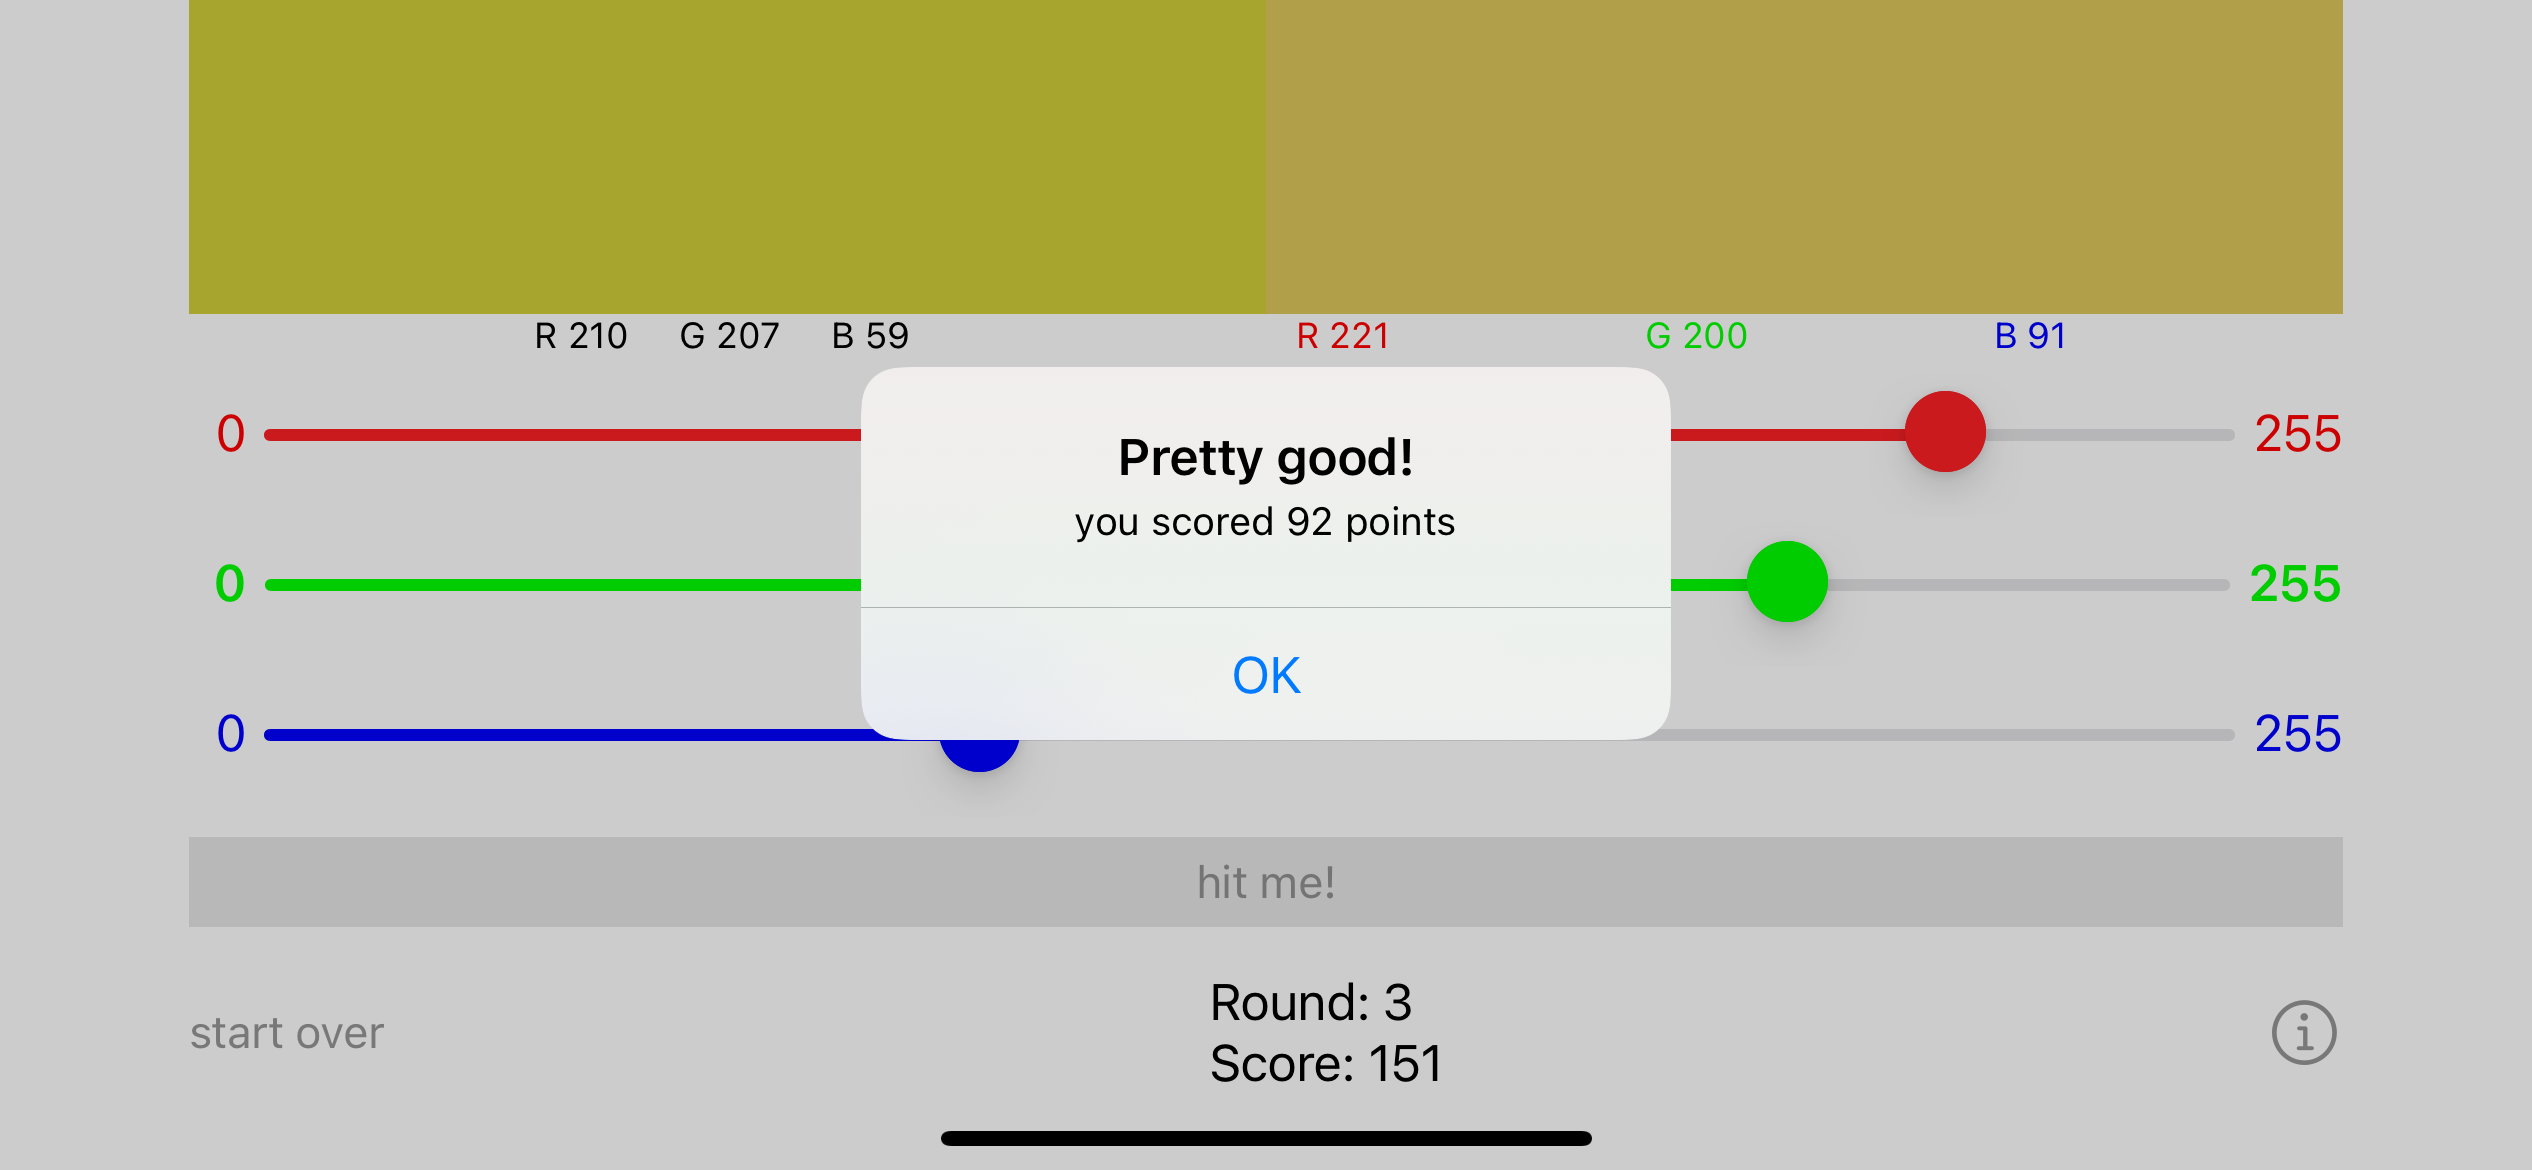 R 210 G 207 B 59 R 221 G 200 B 91
0 255
Pretty good!
you scored 92 points
0 255
OK
0 255
hit me!
start over
Round: 3
Score: 151